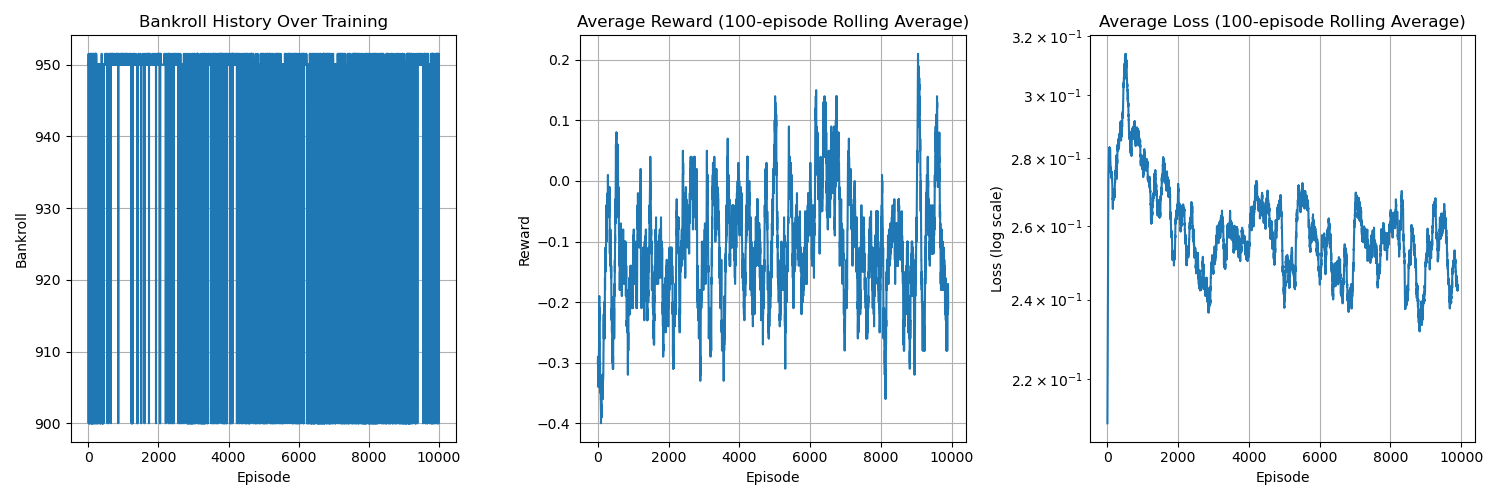 Bankroll History Over Training
950
940
930
920
910
900
Bankroll
0
2000
4000
6000
8000
10000
Episode
Average Reward (100-episode Rolling Average)
0.2
0.1
0.0
−0.1
−0.2
−0.3
−0.4
Reward
0
2000
4000
6000
8000
10000
Episode
Average Loss (100-episode Rolling Average)
3.2 × 10⁻¹
3 × 10⁻¹
2.8 × 10⁻¹
2.6 × 10⁻¹
2.4 × 10⁻¹
2.2 × 10⁻¹
Loss (log scale)
0
2000
4000
6000
8000
10000
Episode